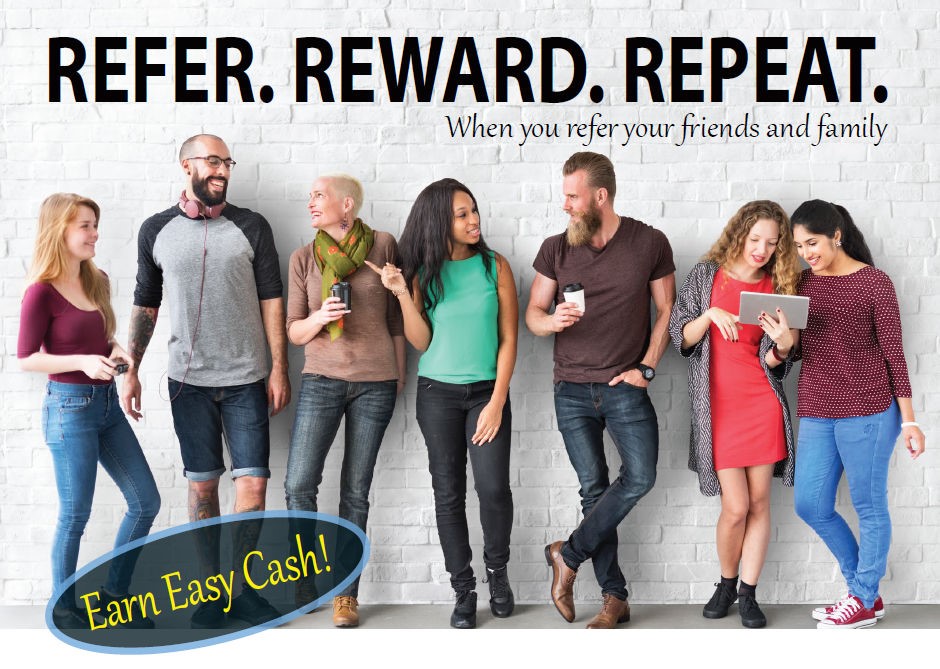 REFER. REWARD. REPEAT.
When you refer your friends and family
Earn Easy Cash!